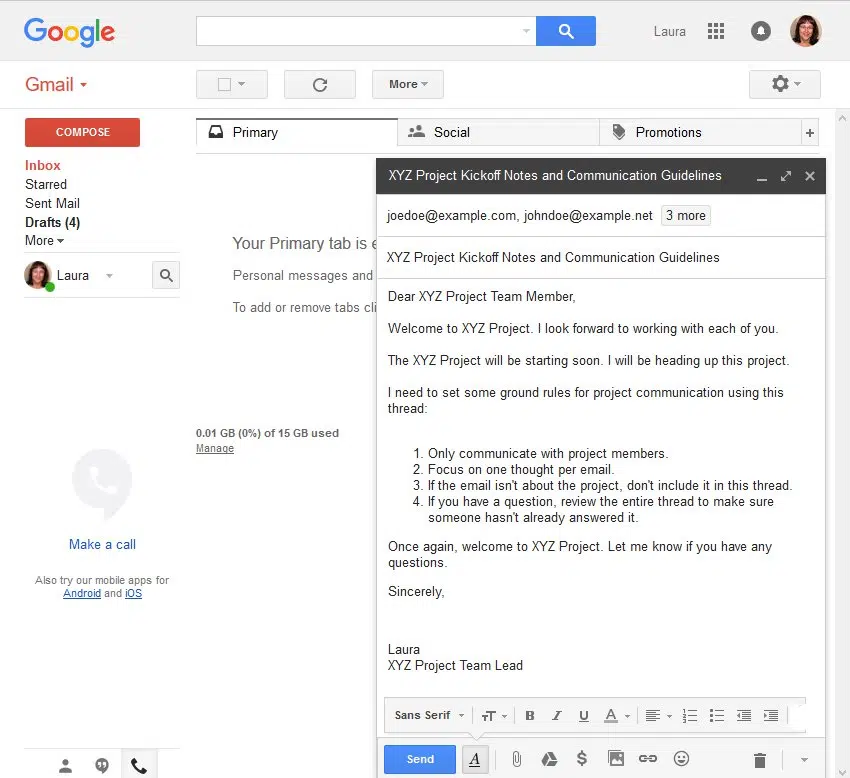 Google
Laura
Gmail
More
COMPOSE
Primary
Social
Promotions
+
Inbox
Starred
Sent Mail
Drafts (4)
More
Laura
Your Primary tab is
Personal messages and
To add or remove tabs
0.01 GB (0%) of 15 GB used
Manage
Make a call
Also try our mobile apps for
Android and iOS
XYZ Project Kickoff Notes and Communication Guidelines
joedoe@example.com, johndoe@example.net 3 more
XYZ Project Kickoff Notes and Communication Guidelines
Dear XYZ Project Team Member,
Welcome to XYZ Project. I look forward to working with each of you.
The XYZ Project will be starting soon. I will be heading up this project.
I need to set some ground rules for project communication using this
thread:
1. Only communicate with project members.
2. Focus on one thought per email.
3. If the email isn't about the project, don't include it in this thread.
4. If you have a question, review the entire thread to make sure
someone hasn't already answered it.
Once again, welcome to XYZ Project. Let me know if you have any
questions.
Sincerely,
Laura
XYZ Project Team Lead
Sans Serif
Send